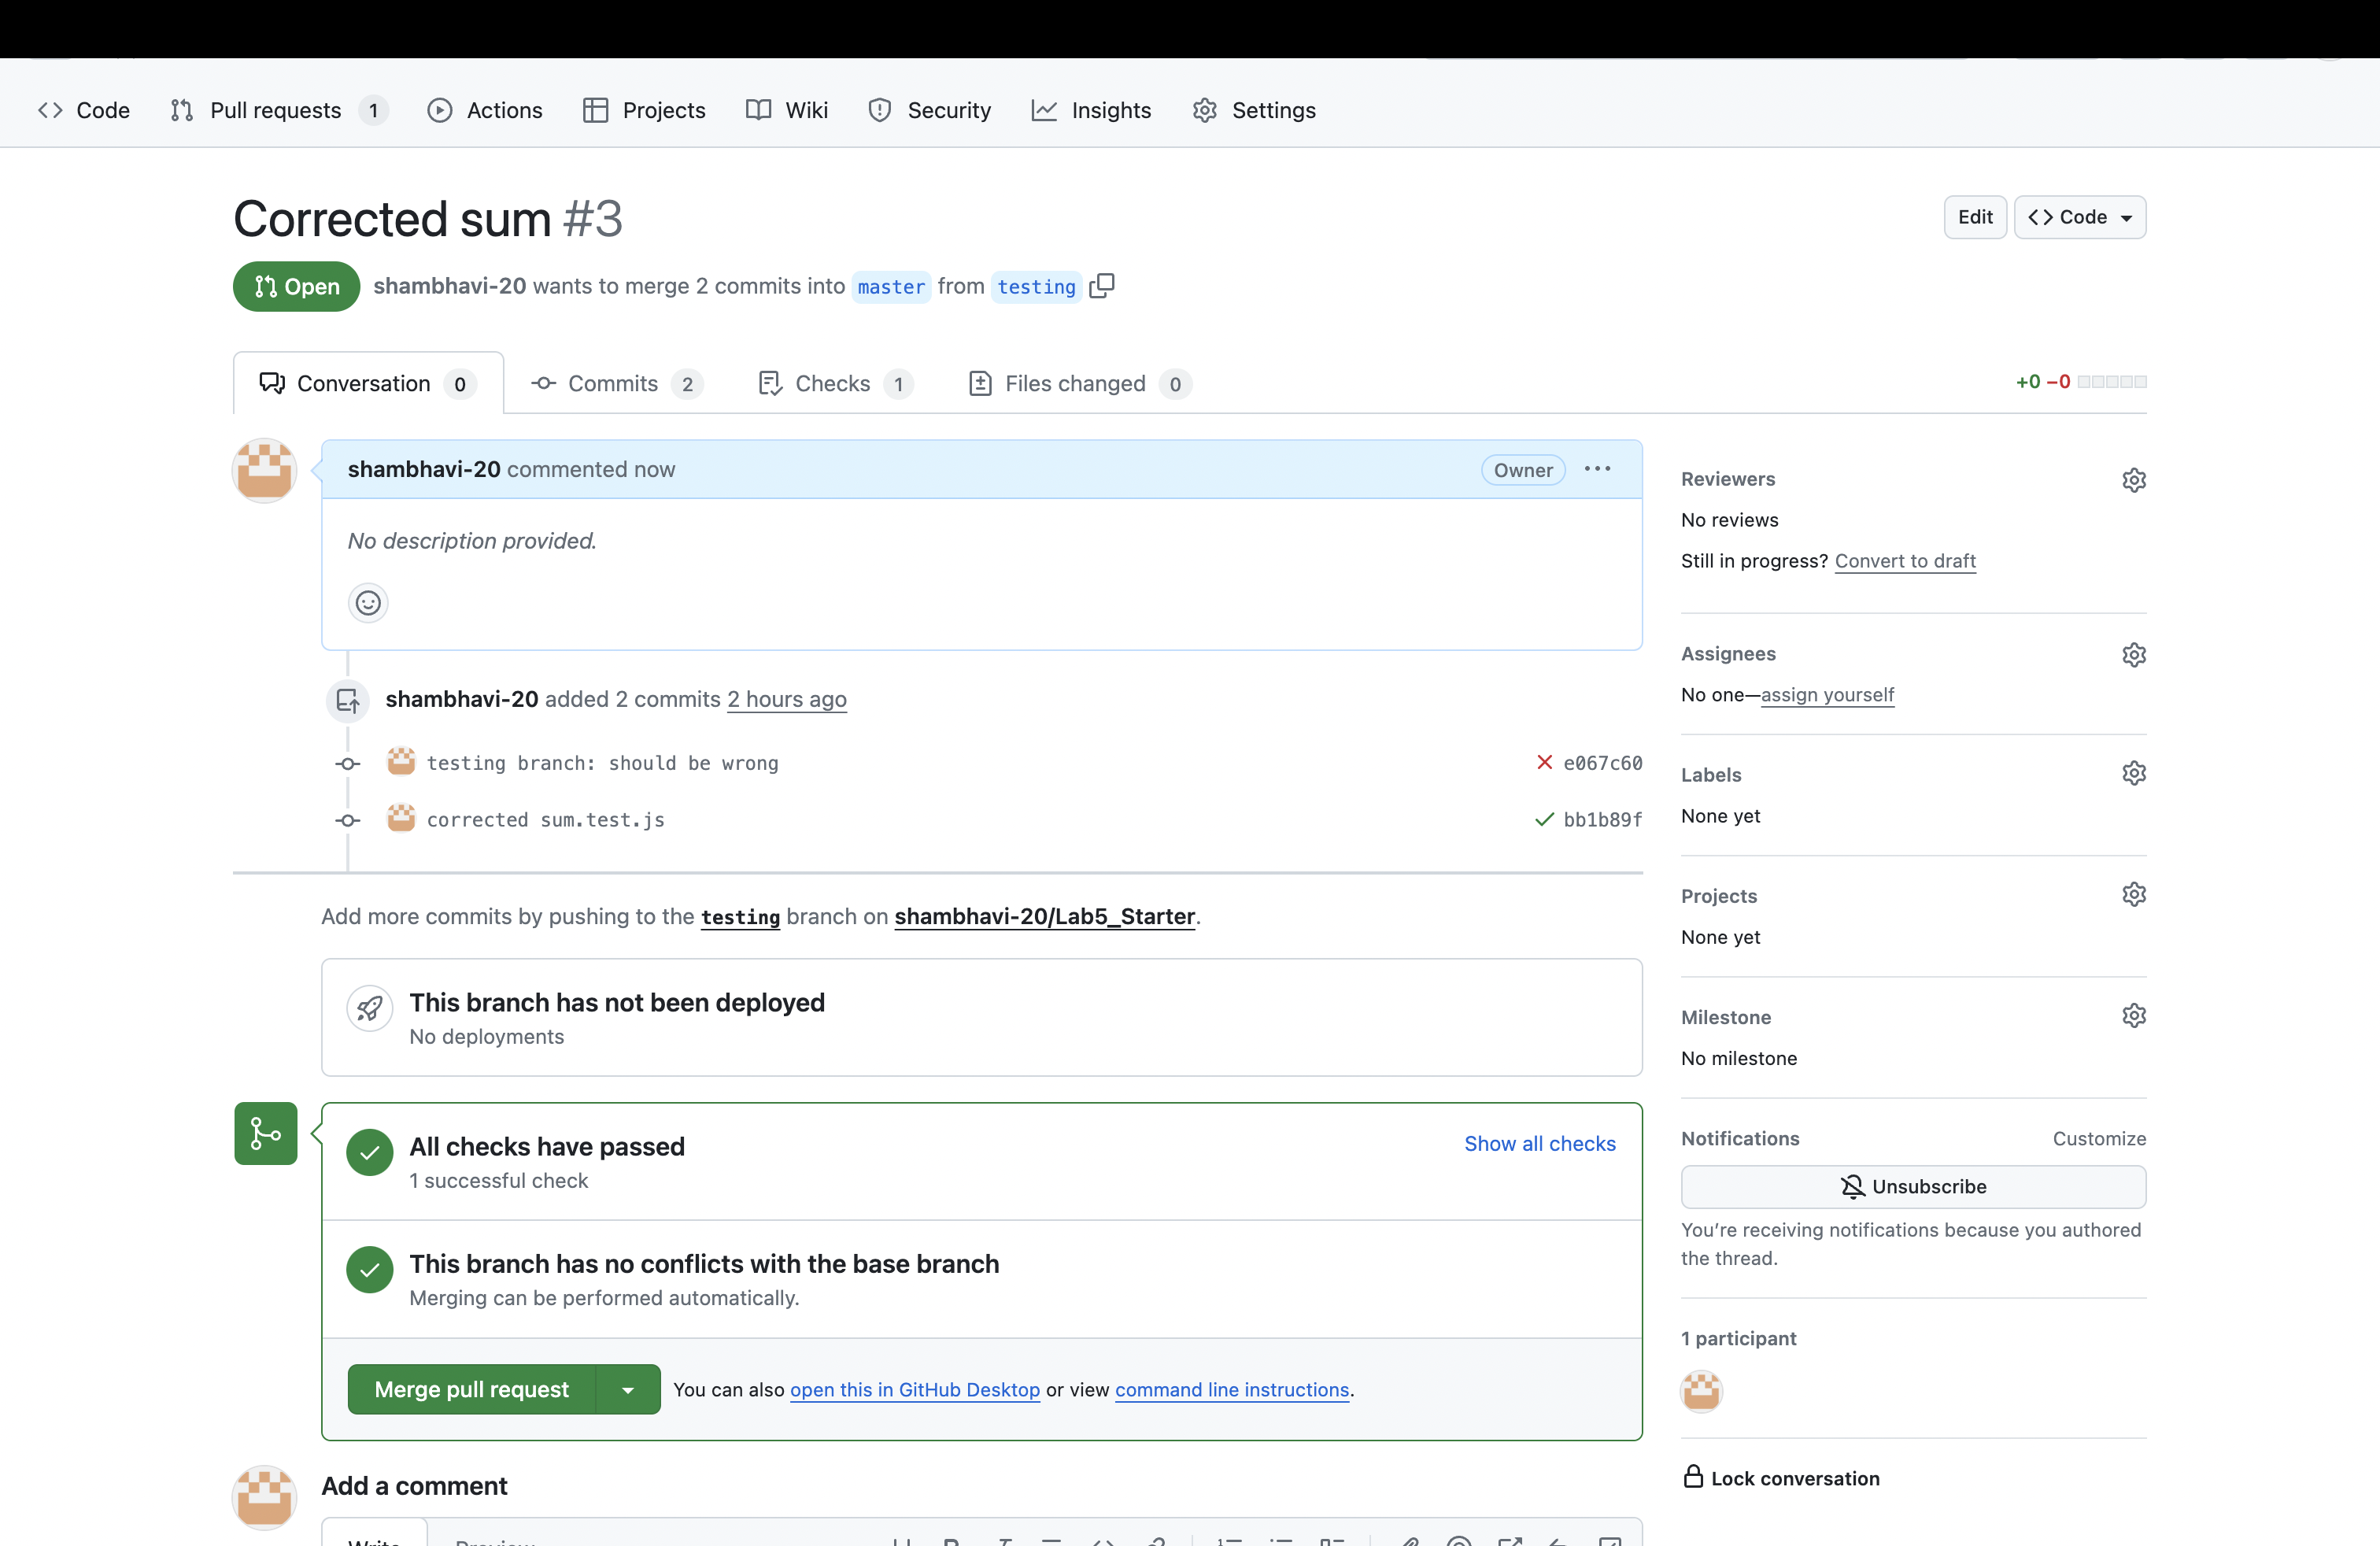 Code Pull requests 1 Actions Projects Wiki Security Insights Settings
Corrected sum #3
Edit Code
Open shambhavi-20 wants to merge 2 commits into master from testing
Conversation 0 Commits 2 Checks 1 Files changed 0 +0 −0
shambhavi-20 commented now Owner
No description provided.
shambhavi-20 added 2 commits 2 hours ago
testing branch: should be wrong e067c60
corrected sum.test.js bb1b89f
Add more commits by pushing to the testing branch on shambhavi-20/Lab5_Starter.
This branch has not been deployed
No deployments
All checks have passed
Show all checks
1 successful check
This branch has no conflicts with the base branch
Merging can be performed automatically.
Merge pull request You can also open this in GitHub Desktop or view command line instructions.
Add a comment
Write Preview
Reviewers
No reviews
Still in progress? Convert to draft
Assignees
No one—assign yourself
Labels
None yet
Projects
None yet
Milestone
No milestone
Notifications Customize
Unsubscribe
You’re receiving notifications because you authored
the thread.
1 participant
Lock conversation